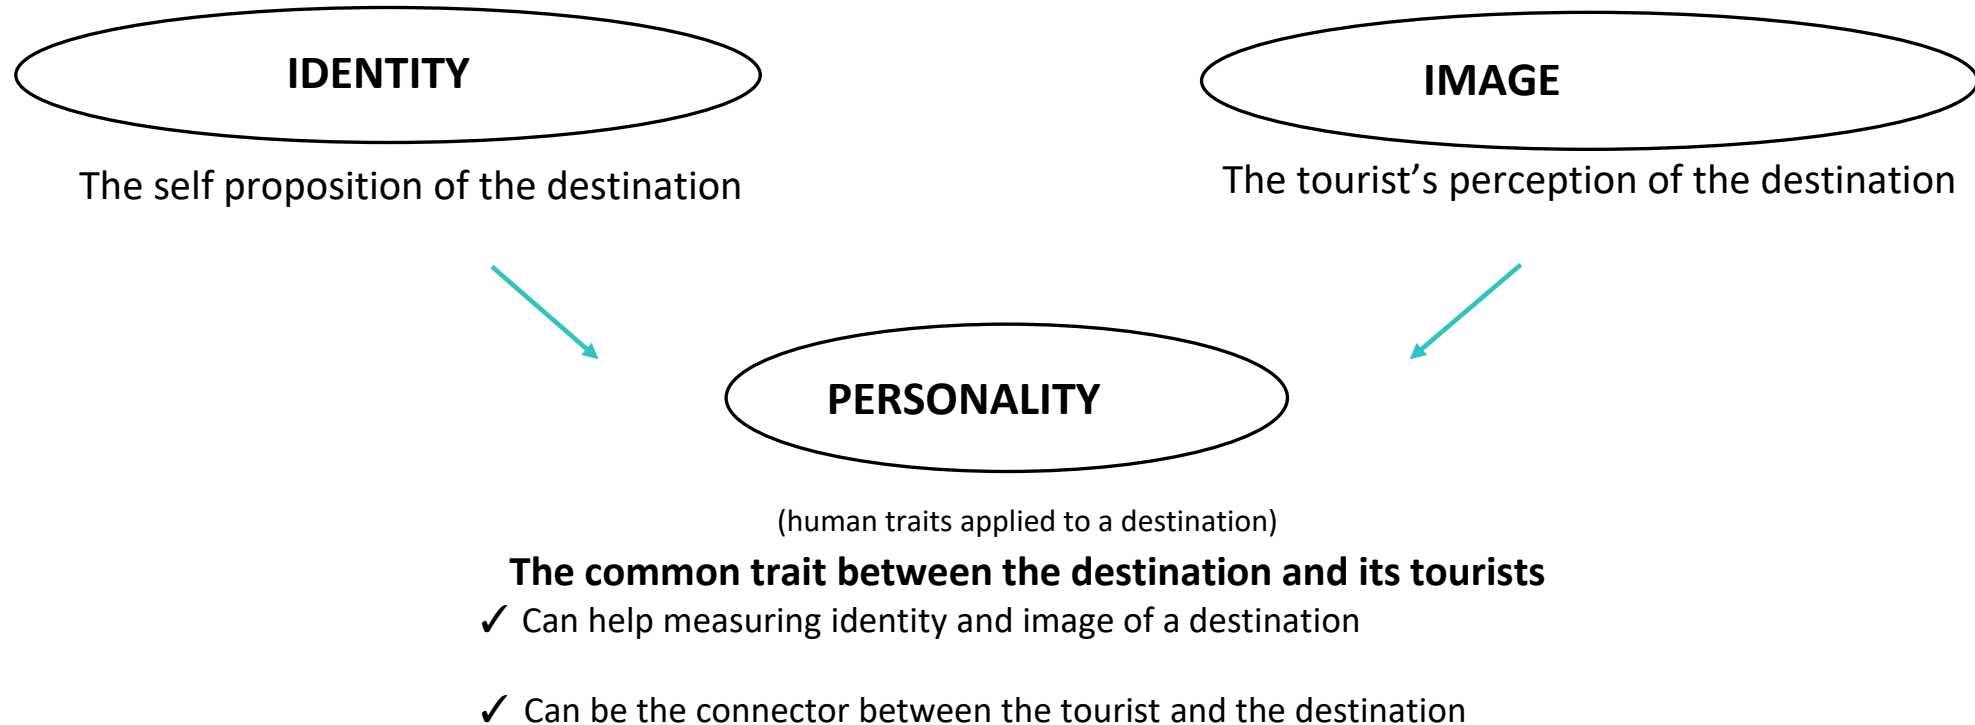 IDENTITY
IMAGE
The self proposition of the destination
The tourist’s perception of the destination
PERSONALITY
(human traits applied to a destination)
The common trait between the destination and its tourists
✓ Can help measuring identity and image of a destination
✓ Can be the connector between the tourist and the destination